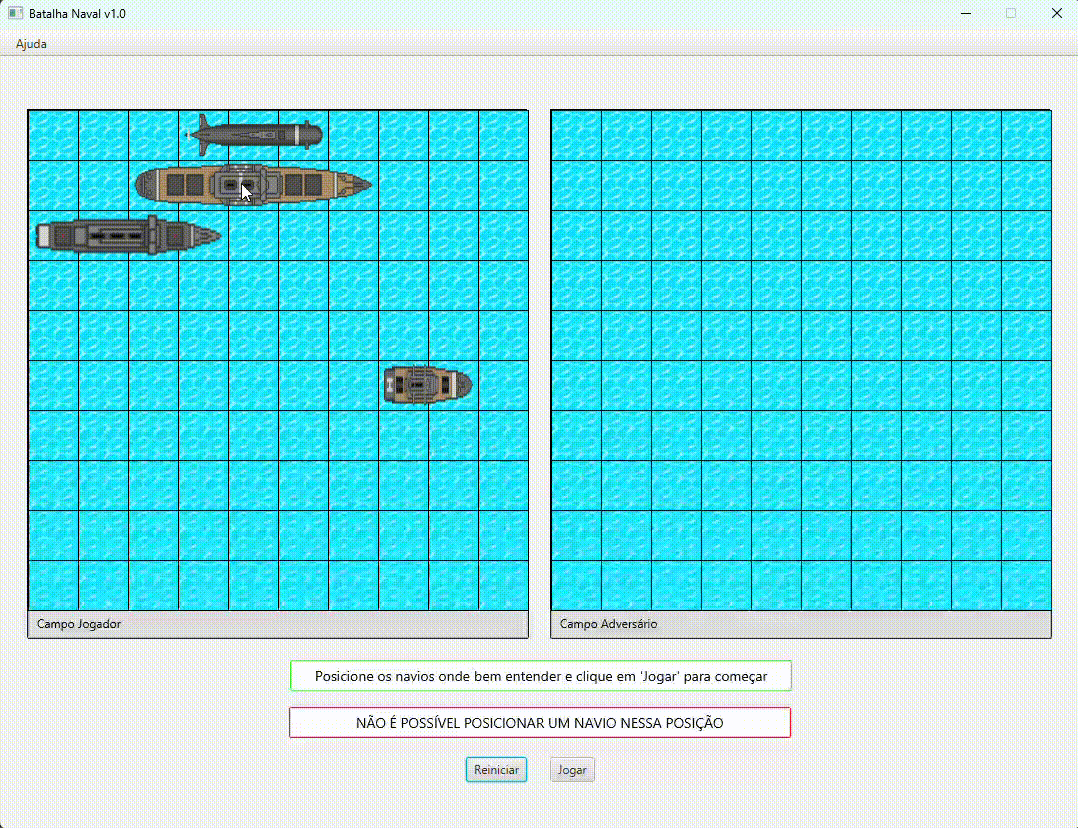 Batalha Naval v1.0
Ajuda
Campo Jogador
Campo Adversário
Posicione os navios onde bem entender e clique em 'Jogar' para começar
NÃO É POSSÍVEL POSICIONAR UM NAVIO NESSA POSIÇÃO
Reiniciar
Jogar